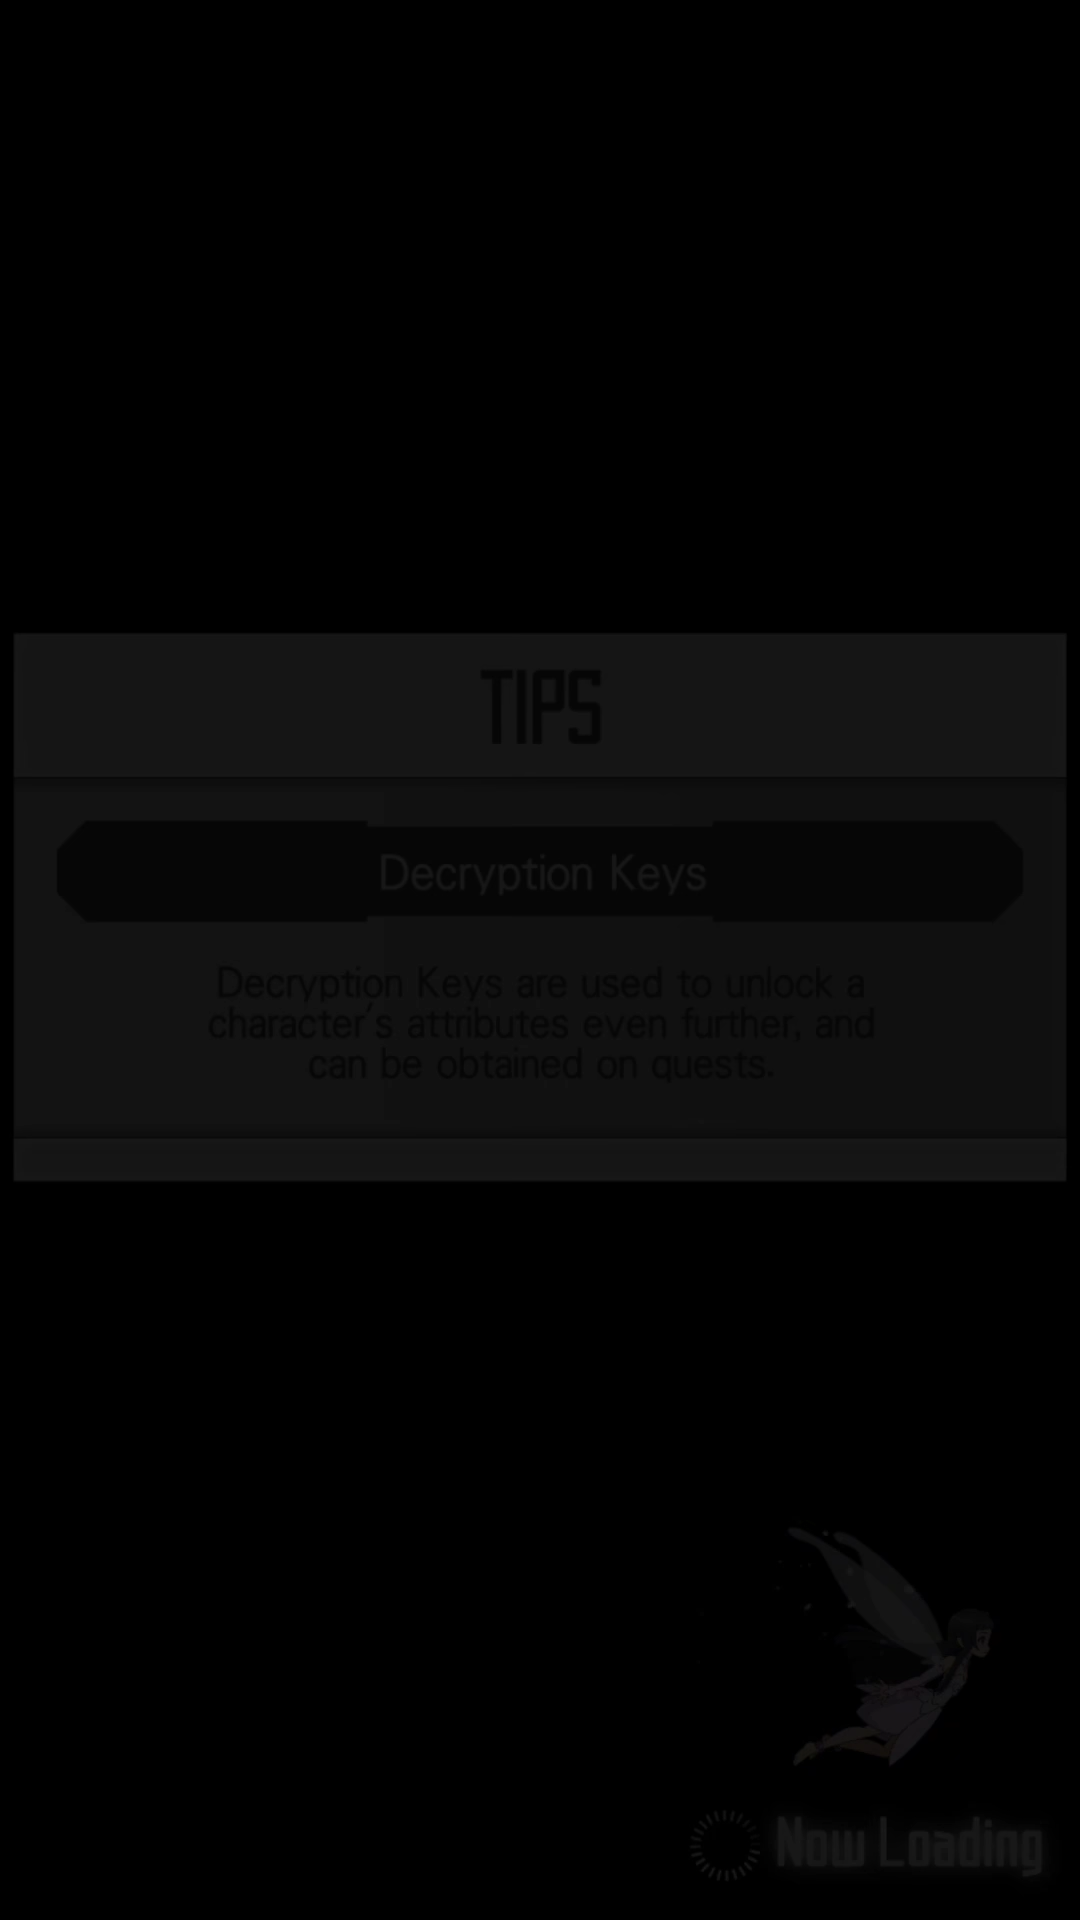 TIPS
Decryption Keys
Decryption Keys are used to unlock a
character's attributes even further, and
can be obtained on quests.
Now Loading